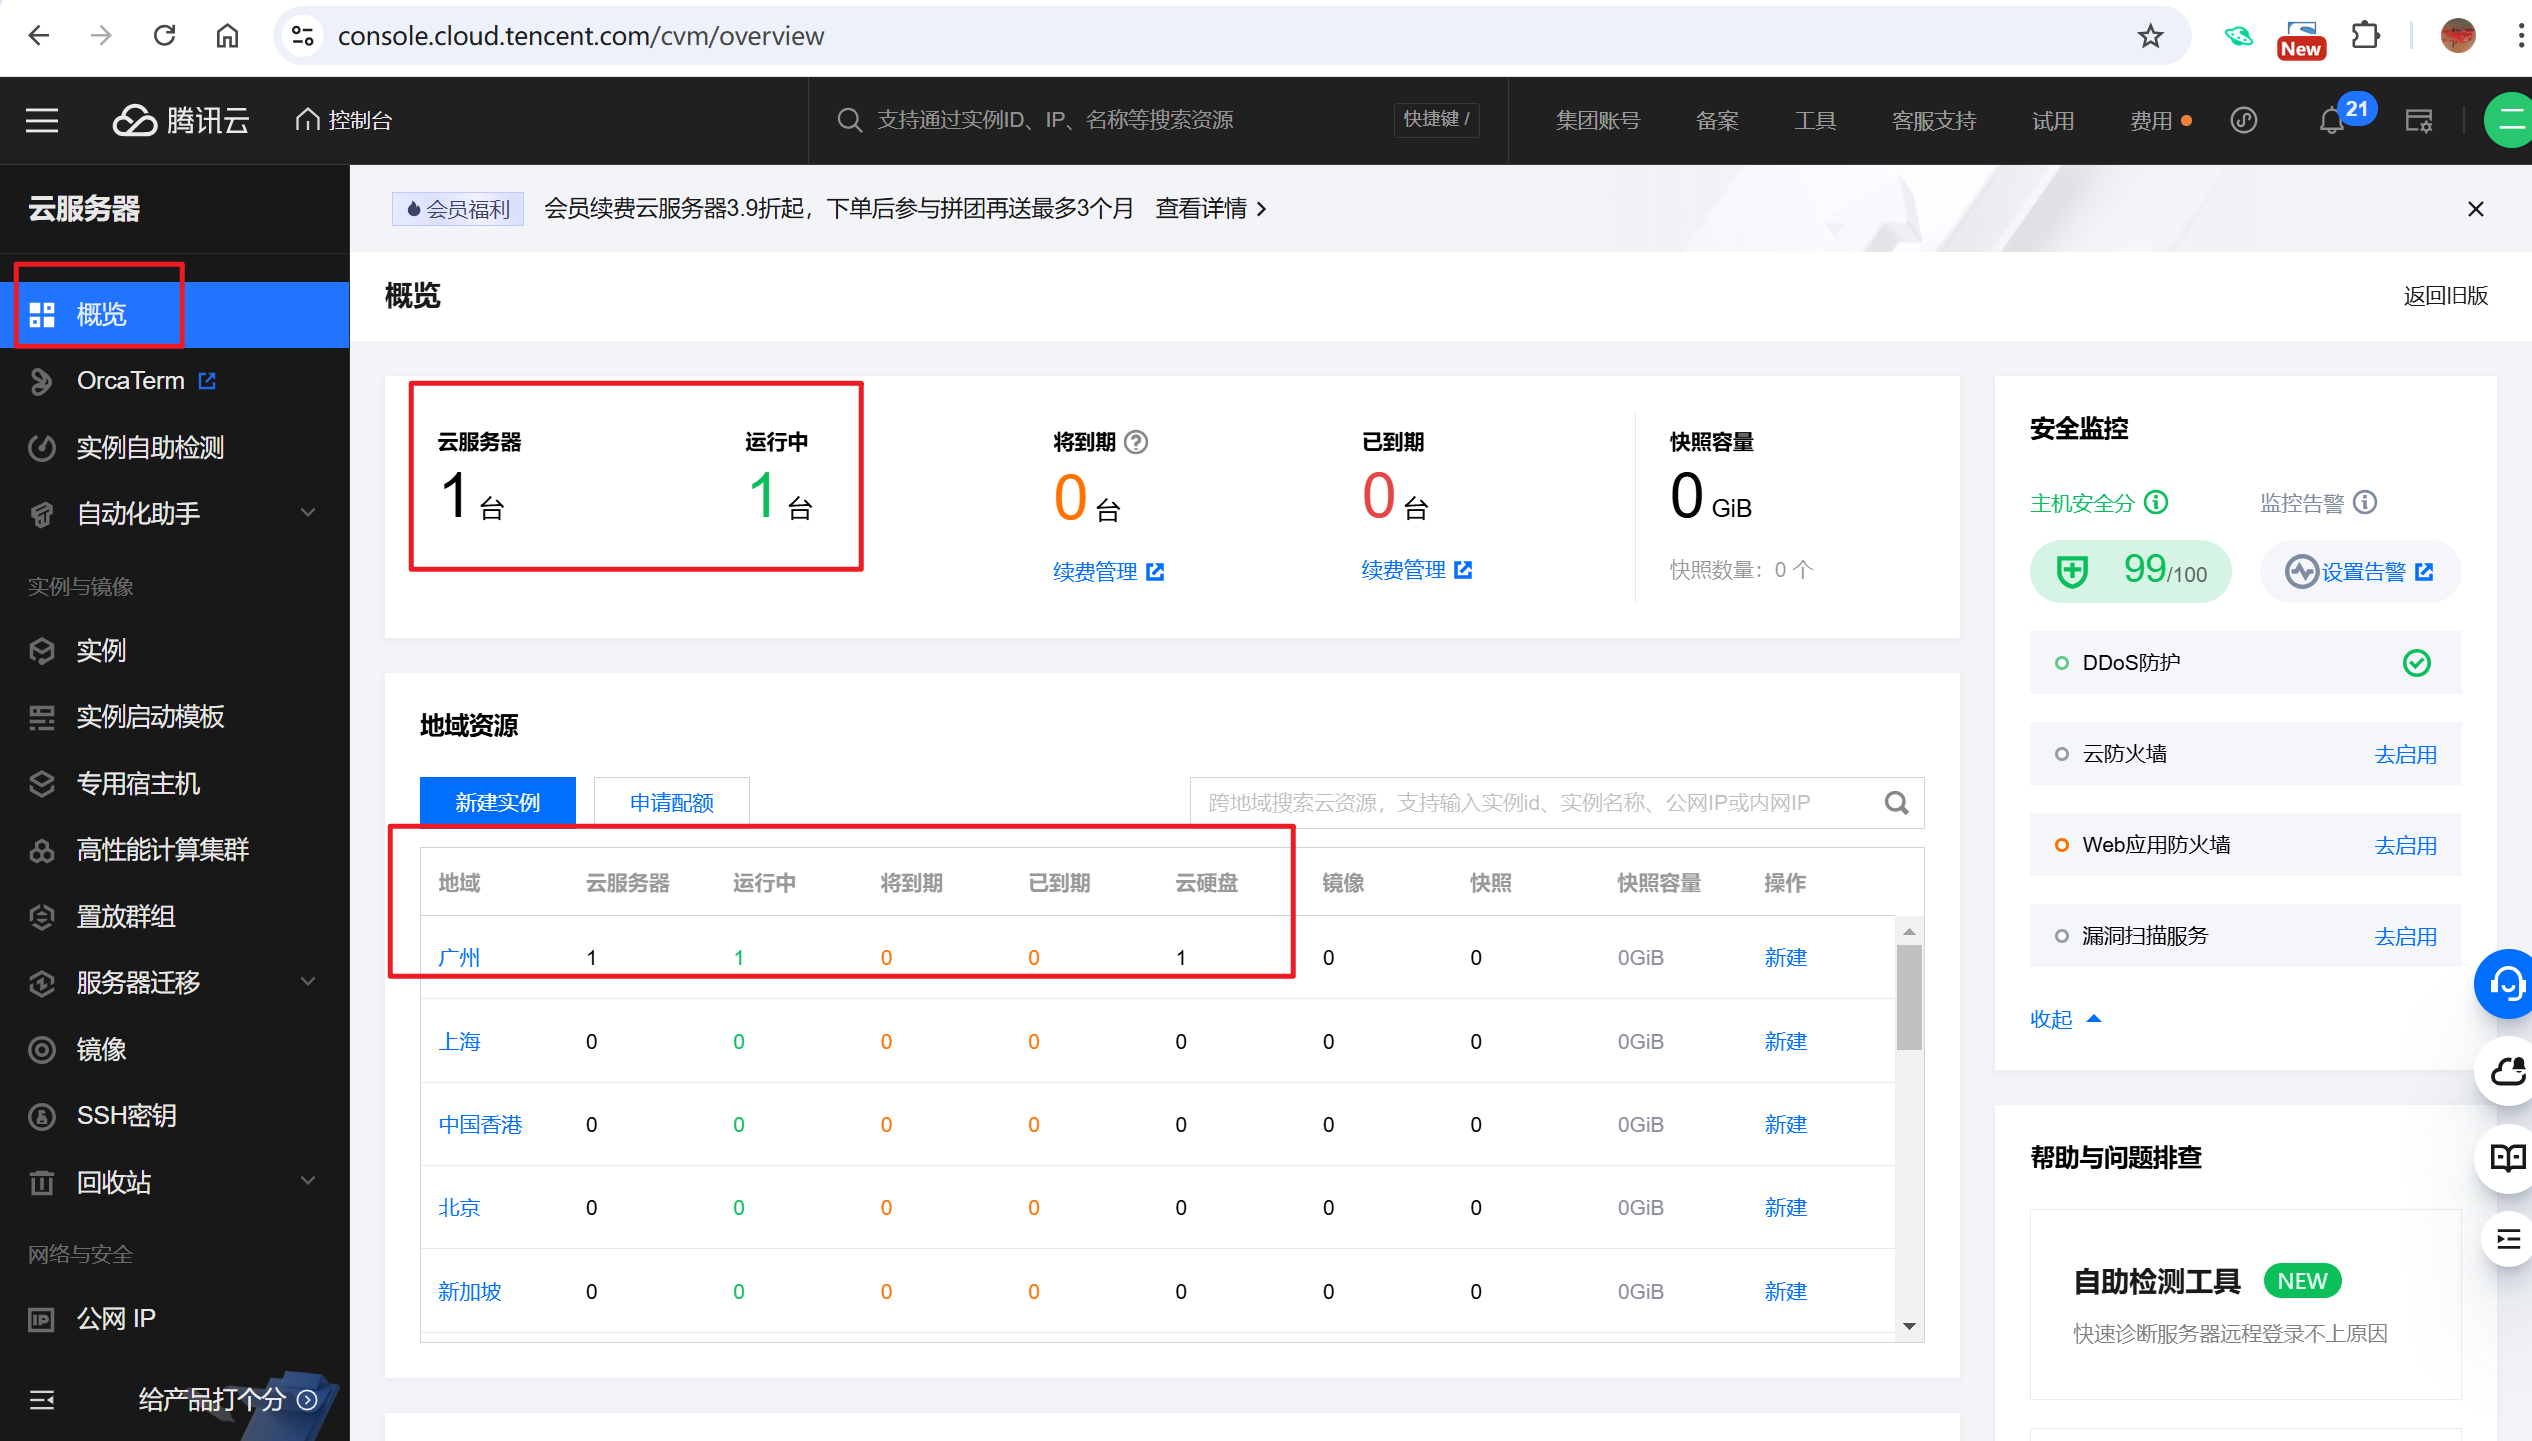 console.cloud.tencent.com/cvm/overview
New
腾讯云
控制台
支持通过实例ID、IP、名称等搜索资源
快捷键 /
集团账号
备案
工具
客服支持
试用
费用
21
二
云服务器
概览
OrcaTerm
实例自助检测
自动化助手
实例与镜像
实例
实例启动模板
专用宿主机
高性能计算集群
置放群组
服务器迁移
镜像
SSH密钥
回收站
网络与安全
公网 IP
给产品打个分
会员福利 会员续费云服务器3.9折起，下单后参与拼团再送最多3个月 查看详情
概览
返回旧版
云服务器 运行中 将到期 已到期 快照容量
1 台 1 台 0 台 0 台 0 GiB
续费管理 续费管理 快照数量：0 个
地域资源
新建实例 申请配额 跨地域搜索云资源，支持输入实例id、实例名称、公网IP或内网IP
地域 云服务器 运行中 将到期 已到期 云硬盘 镜像 快照 快照容量 操作
广州 1 1 0 0 1 0 0 0GiB 新建
上海 0 0 0 0 0 0 0 0GiB 新建
中国香港 0 0 0 0 0 0 0 0GiB 新建
北京 0 0 0 0 0 0 0 0GiB 新建
新加坡 0 0 0 0 0 0 0 0GiB 新建
安全监控
主机安全分 监控告警
99/100 设置告警
DDoS防护
云防火墙 去启用
Web应用防火墙 去启用
漏洞扫描服务 去启用
收起
帮助与问题排查
自助检测工具 NEW
快速诊断服务器远程登录不上原因